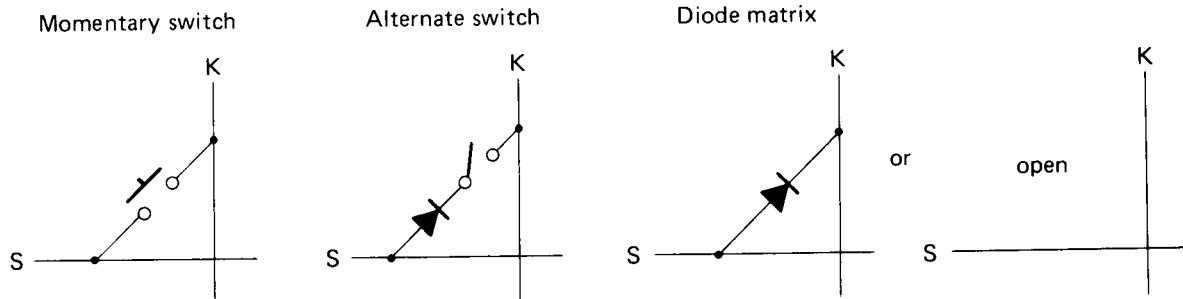 Momentary switch
Alternate switch
Diode matrix
K
K
K
K
or
open
S
S
S
S